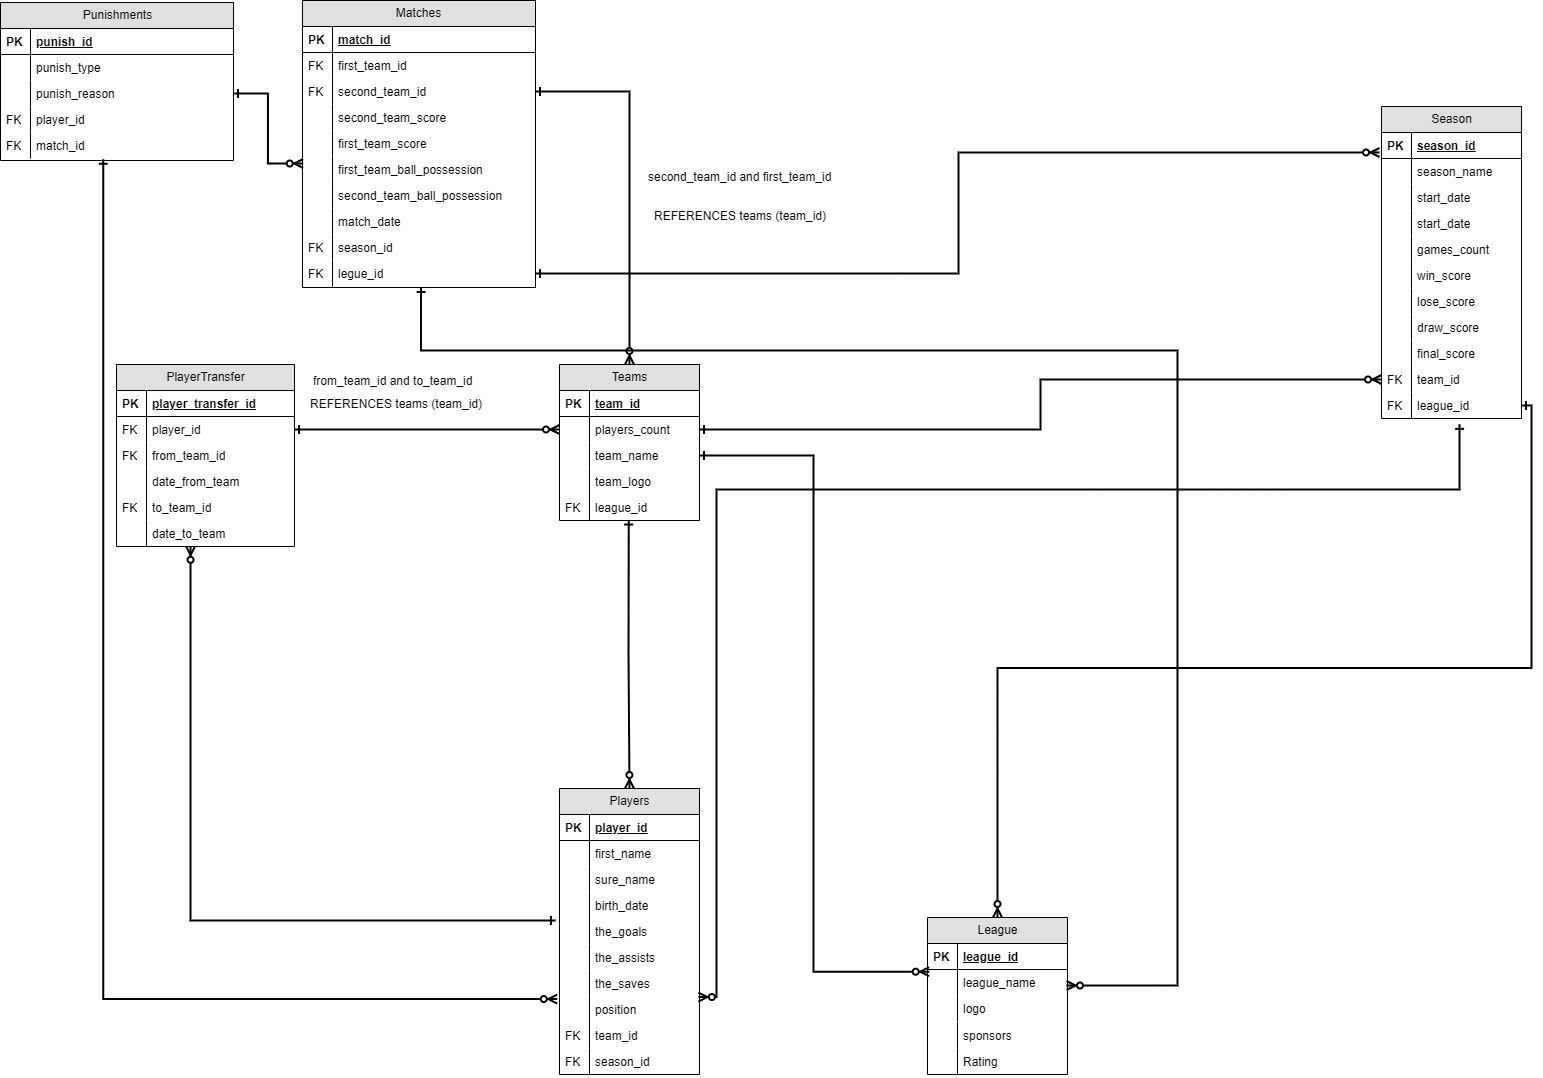 Punishments
PK punish_id
punish_type
punish_reason
FK player_id
FK match_id
Matches
PK match_id
FK first_team_id
FK second_team_id
second_team_score
first_team_score
first_team_ball_possession
second_team_ball_possession
match_date
FK season_id
FK legue_id
second_team_id and first_team_id
REFERENCES teams (team_id)
Season
PK season_id
season_name
start_date
start_date
games_count
win_score
lose_score
draw_score
final_score
FK team_id
FK league_id
PlayerTransfer
PK player_transfer_id
FK player_id
FK from_team_id
date_from_team
FK to_team_id
date_to_team
from_team_id and to_team_id
REFERENCES teams (team_id)
Teams
PK team_id
players_count
team_name
team_logo
FK league_id
Players
PK player_id
first_name
sure_name
birth_date
the_goals
the_assists
the_saves
position
FK team_id
FK season_id
League
PK league_id
league_name
logo
sponsors
Rating